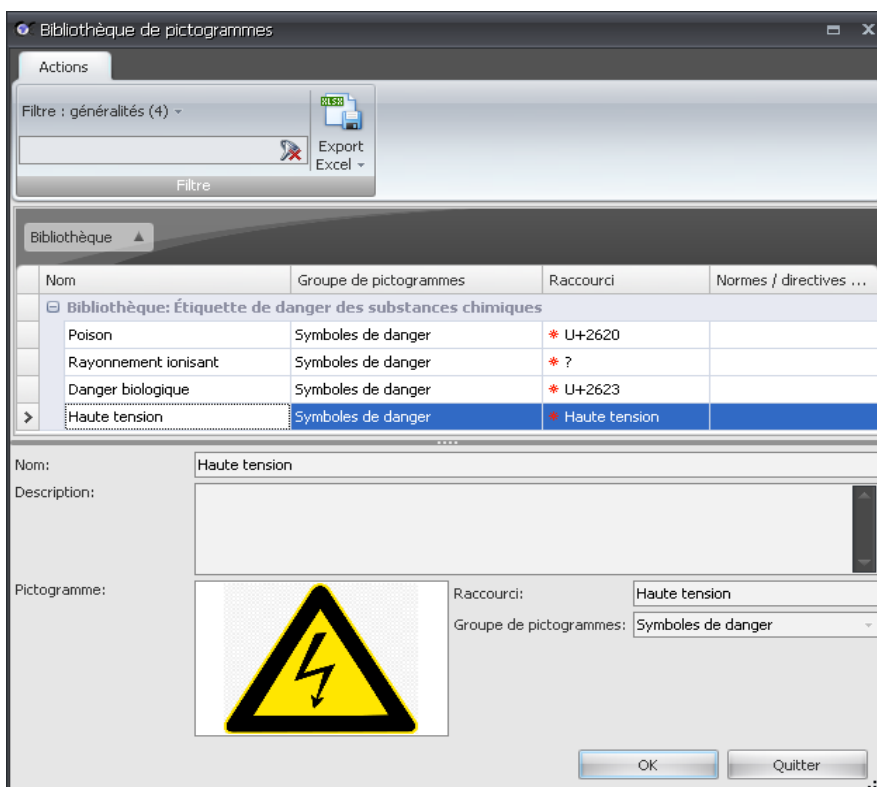 Bibliothèque de pictogrammes
Actions
Filtre : généralités (4)
XLSX
Export
Excel
Filtre
Bibliothèque
Nom Groupe de pictogrammes Raccourci Normes / directives ...
Bibliothèque: Étiquette de danger des substances chimiques
Poison Symboles de danger * U+2620
Rayonnement ionisant Symboles de danger * ?
Danger biologique Symboles de danger * U+2623
Haute tension Symboles de danger * Haute tension
Nom: Haute tension
Description:
Pictogramme:
Raccourci: Haute tension
Groupe de pictogrammes: Symboles de danger
OK Quitter